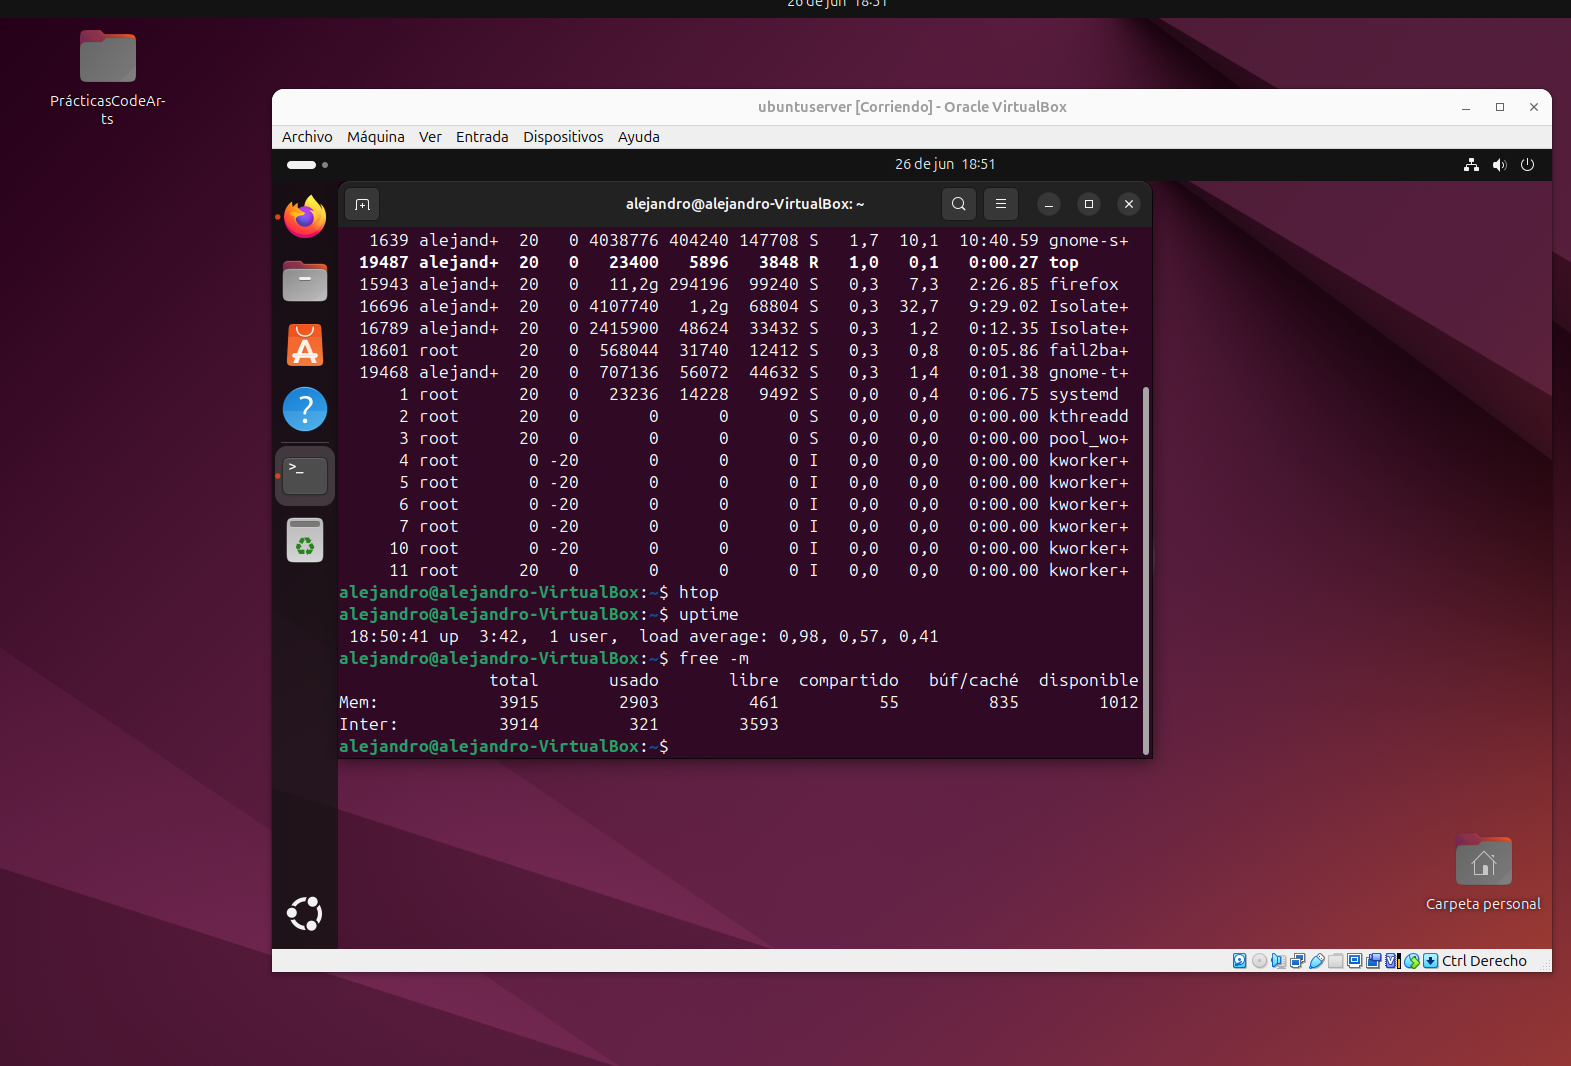 26 de jun 18:51
PrácticasCodeAr-
ts
ubuntuserver [Corriendo] - Oracle VirtualBox
Archivo Máquina Ver Entrada Dispositivos Ayuda
26 de jun 18:51
alejandro@alejandro-VirtualBox: ~
1639 alejand+ 20 0 4038776 404240 147708 S 1,7 10,1 10:40.59 gnome-s+
19487 alejand+ 20 0 23400 5896 3848 R 1,0 0,1 0:00.27 top
15943 alejand+ 20 0 11,2g 294196 99240 S 0,3 7,3 2:26.85 firefox
16696 alejand+ 20 0 4107740 1,2g 68804 S 0,3 32,7 9:29.02 Isolate+
16789 alejand+ 20 0 2415900 48624 33432 S 0,3 1,2 0:12.35 Isolate+
18601 root 20 0 568044 31740 12412 S 0,3 0,8 0:05.86 fail2ba+
19468 alejand+ 20 0 707136 56072 44632 S 0,3 1,4 0:01.38 gnome-t+
1 root 20 0 23236 14228 9492 S 0,0 0,4 0:06.75 systemd
2 root 20 0 0 0 0 S 0,0 0,0 0:00.00 kthreadd
3 root 20 0 0 0 0 S 0,0 0,0 0:00.00 pool_wo+
4 root 0 -20 0 0 0 I 0,0 0,0 0:00.00 kworker+
5 root 0 -20 0 0 0 I 0,0 0,0 0:00.00 kworker+
6 root 0 -20 0 0 0 I 0,0 0,0 0:00.00 kworker+
7 root 0 -20 0 0 0 I 0,0 0,0 0:00.00 kworker+
10 root 0 -20 0 0 0 I 0,0 0,0 0:00.00 kworker+
11 root 20 0 0 0 0 I 0,0 0,0 0:00.00 kworker+
alejandro@alejandro-VirtualBox:~$ htop
alejandro@alejandro-VirtualBox:~$ uptime
18:50:41 up 3:42, 1 user, load average: 0,98, 0,57, 0,41
alejandro@alejandro-VirtualBox:~$ free -m
total usado libre compartido búf/caché disponible
Mem: 3915 2903 461 55 835 1012
Inter: 3914 321 3593
alejandro@alejandro-VirtualBox:~$
Carpeta personal
Ctrl Derecho